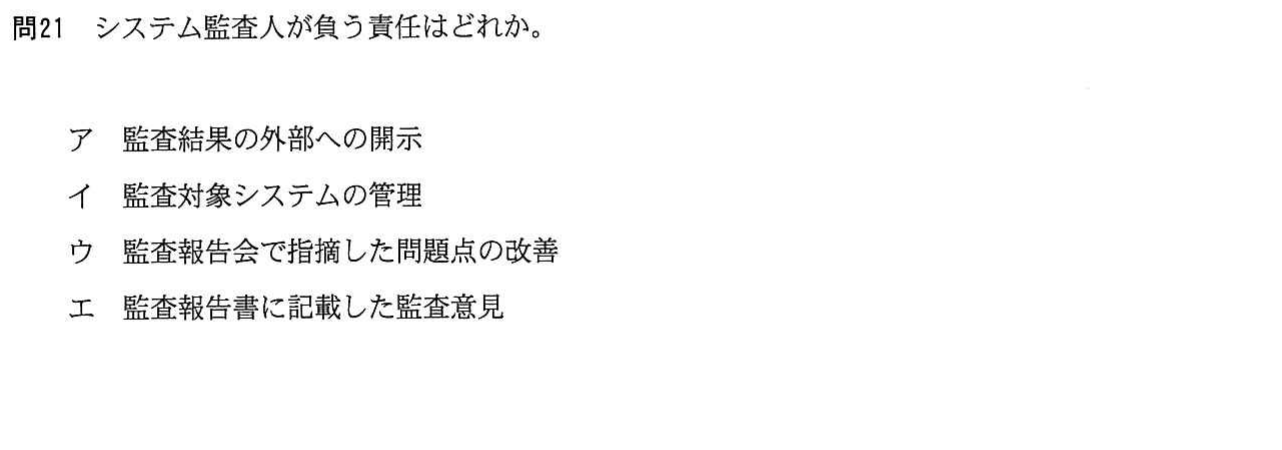 問21　システム監査人が負う責任はどれか。
ア　監査結果の外部への開示
イ　監査対象システムの管理
ウ　監査報告会で指摘した問題点の改善
エ　監査報告書に記載した監査意見